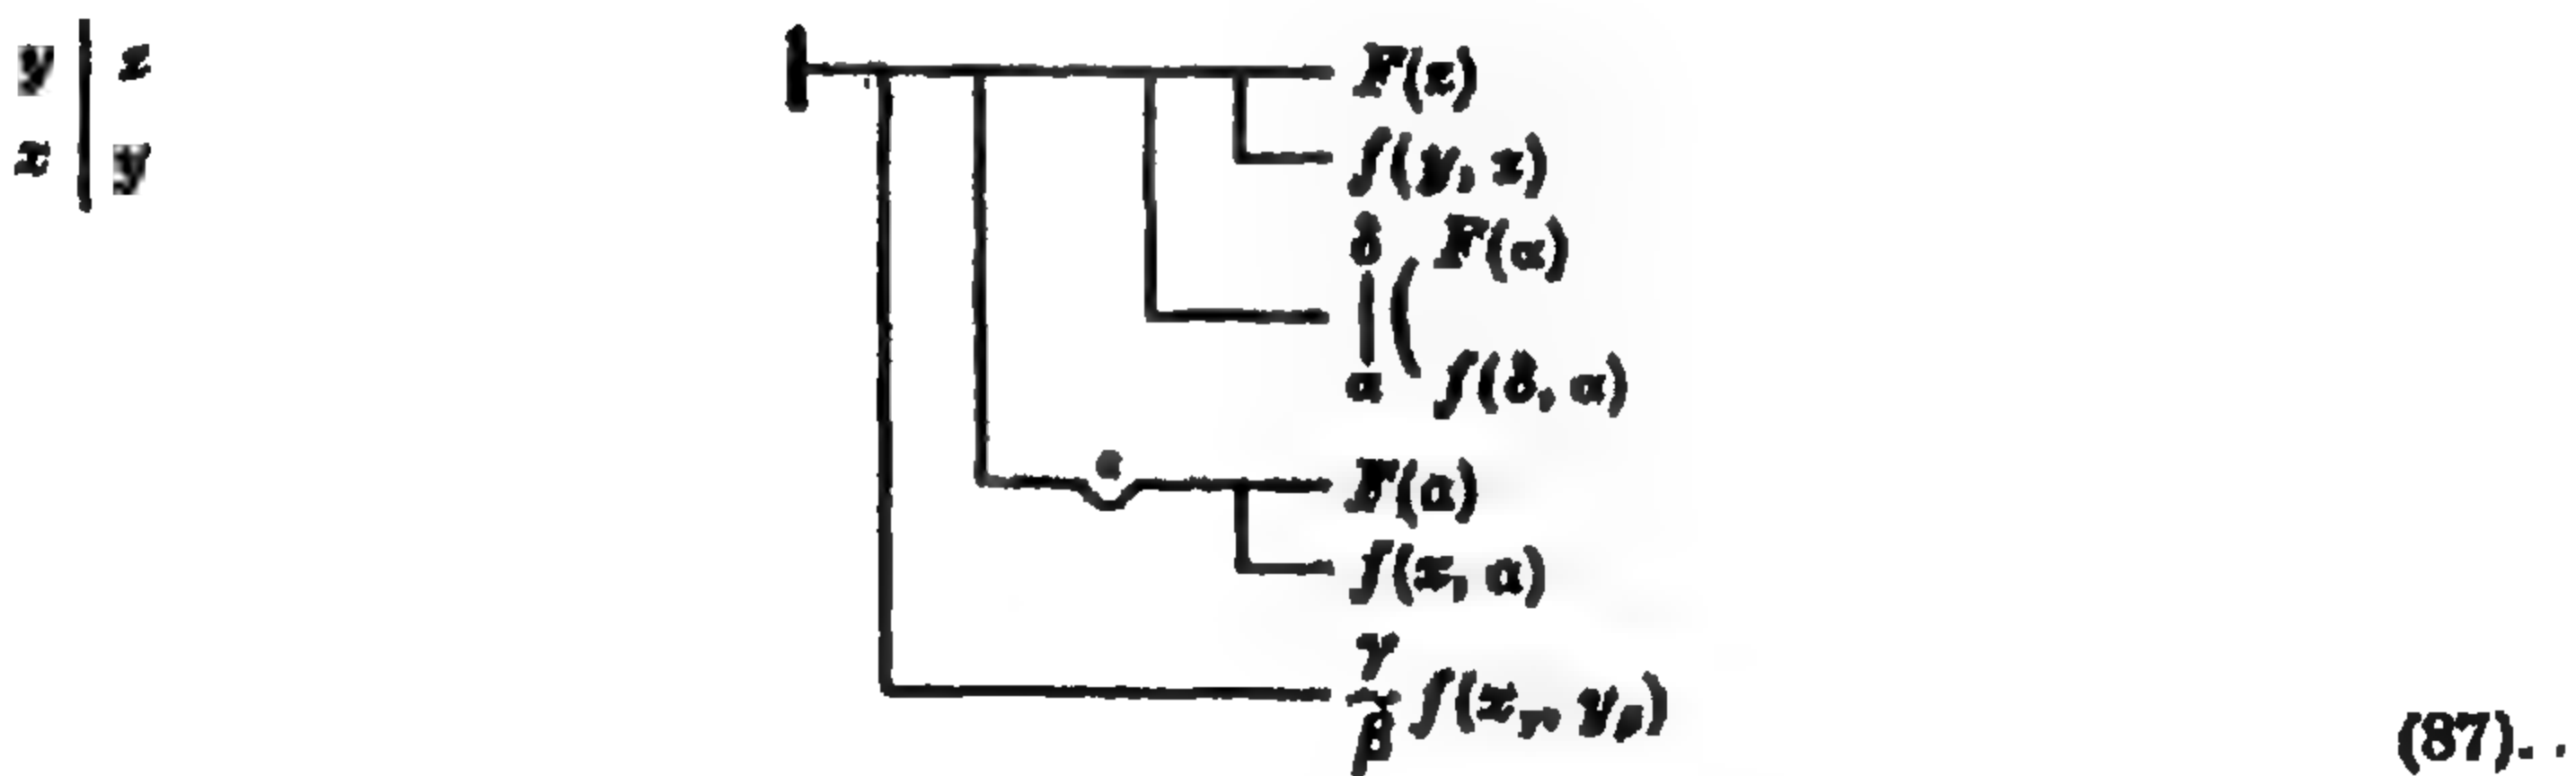 y | z
x | y
F(z)
f(y, z)
δ F(α)
α f(δ, α)
𝔞
F(𝔞)
f(x, 𝔞)
γ
β̃ f(x_γ, y_β)
(87).